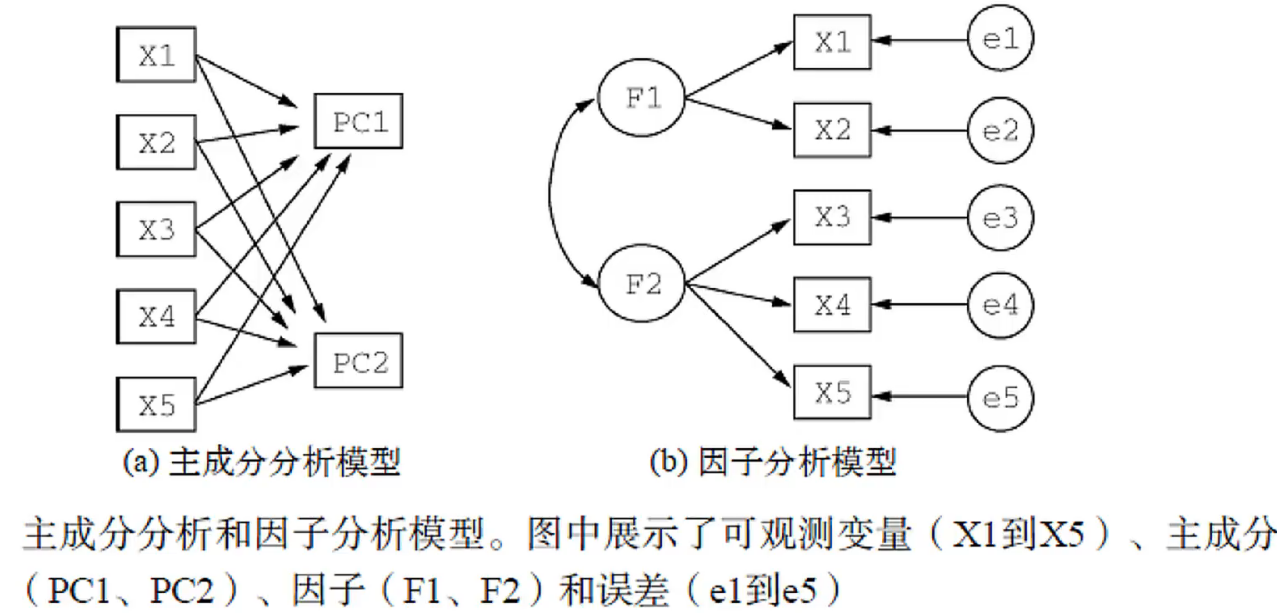 X1
X2
X3
X4
X5
PC1
PC2
(a) 主成分分析模型
F1
F2
X1
X2
X3
X4
X5
e1
e2
e3
e4
e5
(b) 因子分析模型
主成分分析和因子分析模型。图中展示了可观测变量（X1到X5）、主成分
（PC1、PC2）、因子（F1、F2）和误差（e1到e5）